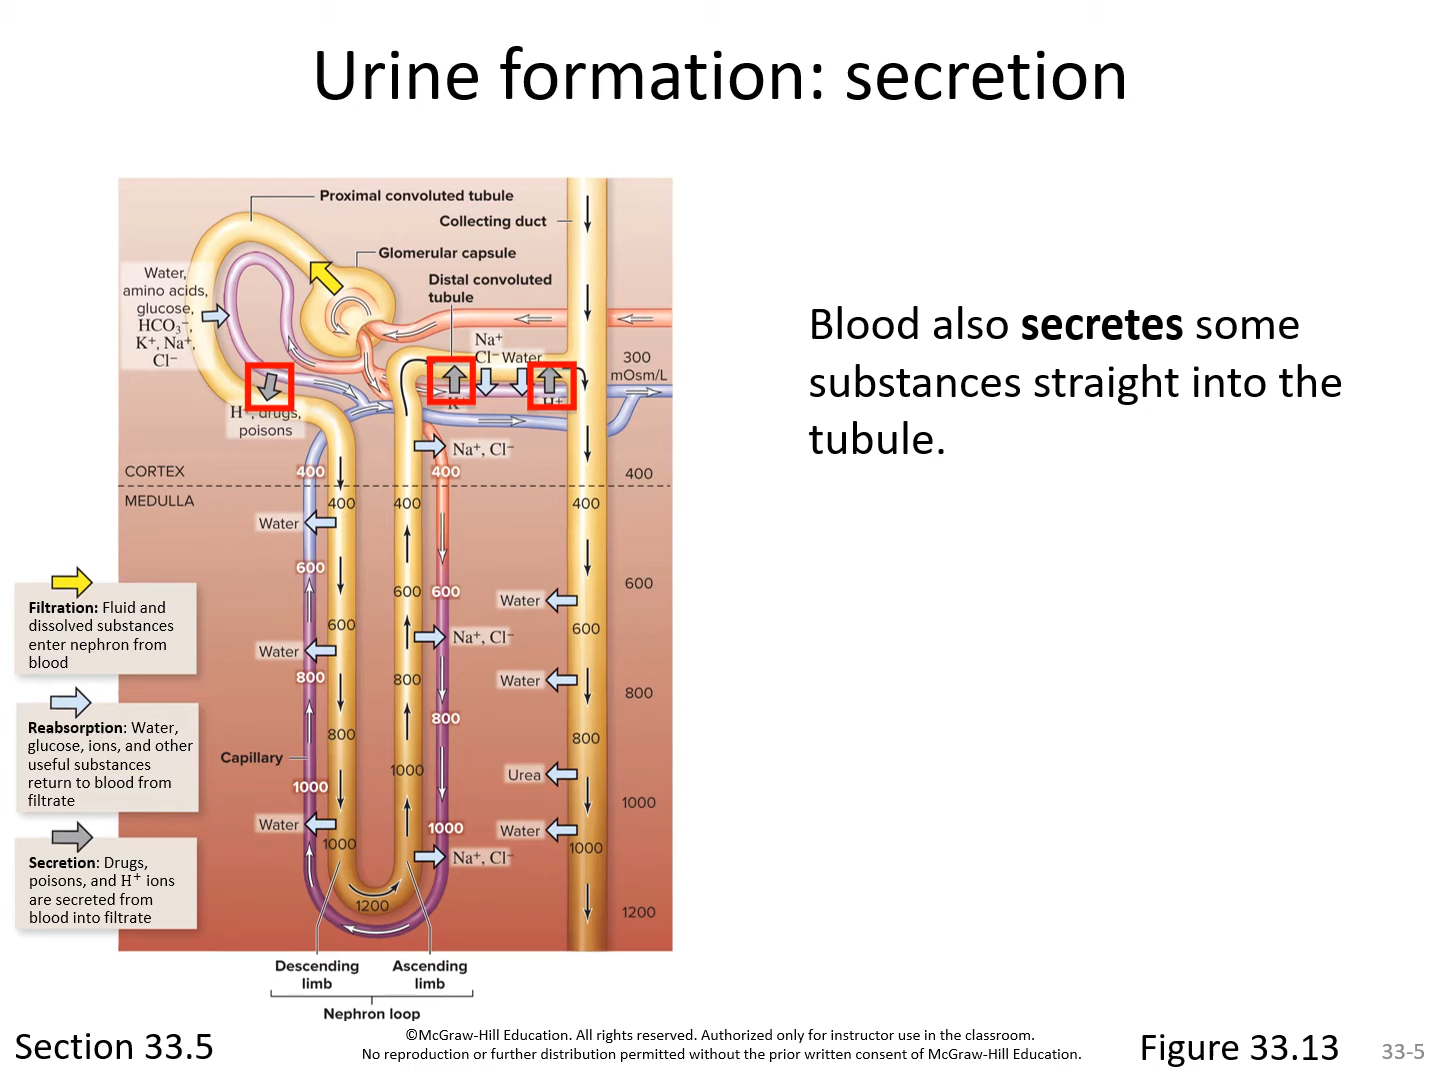 Urine formation: secretion
Proximal convoluted tubule
Collecting duct
Glomerular capsule
Distal convoluted
tubule
Water,
amino acids,
glucose,
HCO₃⁻,
K⁺, Na⁺,
Cl⁻
Na⁺
Cl⁻ Water
300
mOsm/L
K
H⁺
H⁺, drugs,
poisons
Na⁺, Cl⁻
CORTEX
400
400
400
MEDULLA
400
400
400
Water
600
600
600
600
Water
600
600
Water
Na⁺, Cl⁻
800
800
Water
800
800
800
800
Capillary
1000
Urea
1000
1000
Water
1000
Water
1000
1000
Na⁺, Cl⁻
1200
1200
Descending
limb
Ascending
limb
Nephron loop
Filtration: Fluid and
dissolved substances
enter nephron from
blood
Reabsorption: Water,
glucose, ions, and other
useful substances
return to blood from
filtrate
Secretion: Drugs,
poisons, and H⁺ ions
are secreted from
blood into filtrate
Blood also secretes some
substances straight into the
tubule.
Section 33.5
©McGraw-Hill Education. All rights reserved. Authorized only for instructor use in the classroom.
No reproduction or further distribution permitted without the prior written consent of McGraw-Hill Education.
Figure 33.13
33-5